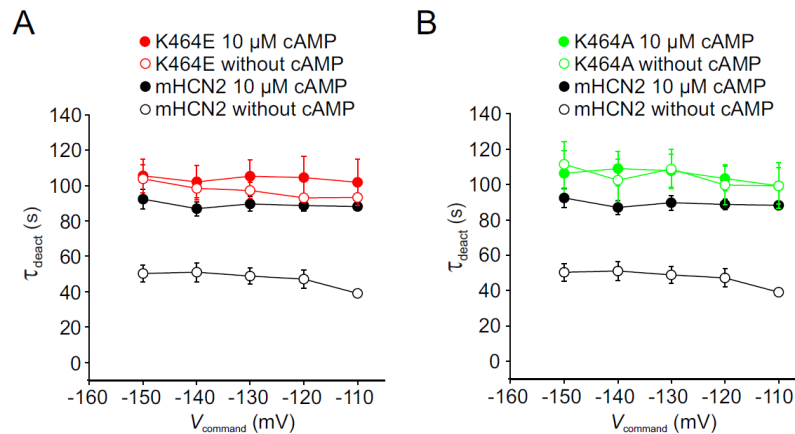 A
K464E 10 µM cAMP
K464E without cAMP
mHCN2 10 µM cAMP
mHCN2 without cAMP
140
120
100
80
60
40
20
0
τdeact (s)
-160 -150 -140 -130 -120 -110
Vcommand (mV)
B
K464A 10 µM cAMP
K464A without cAMP
mHCN2 10 µM cAMP
mHCN2 without cAMP
140
120
100
80
60
40
20
0
τdeact (s)
-160 -150 -140 -130 -120 -110
Vcommand (mV)